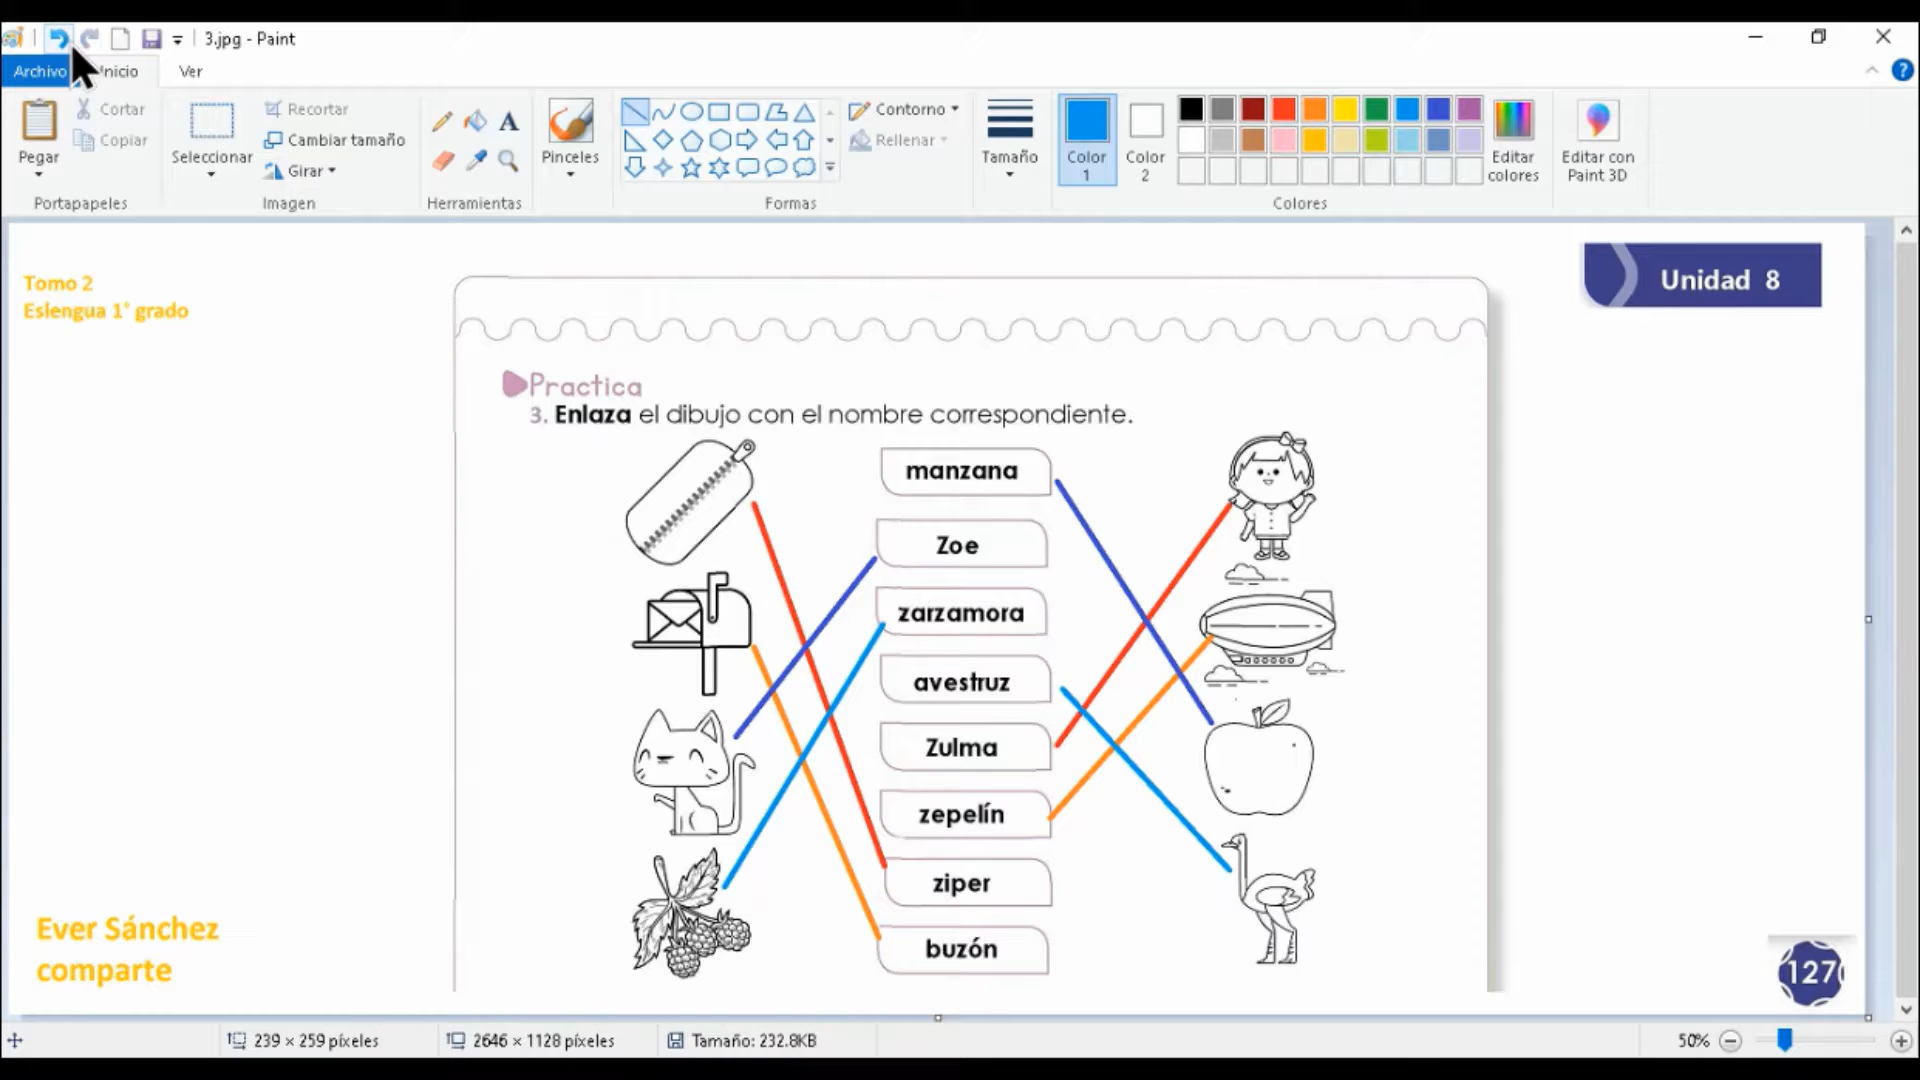 3.jpg - Paint
Archivo Inicio Ver
Pegar
Cortar
Copiar
Portapapeles
Seleccionar
Recortar
Cambiar tamaño
Girar
Imagen
A
Herramientas
Pinceles
Formas
Contorno
Rellenar
Tamaño
Color
1
Color
2
Editar
colores
Colores
Editar con
Paint 3D
?
Tomo 2
Eslengua 1° grado
Unidad 8
Practica
3. Enlaza el dibujo con el nombre correspondiente.
manzana
Zoe
zarzamora
avestruz
Zulma
zepelín
ziper
buzón
Ever Sánchez
comparte
127
239 × 259 píxeles
2646 × 1128 píxeles
Tamaño: 232.8KB
50%